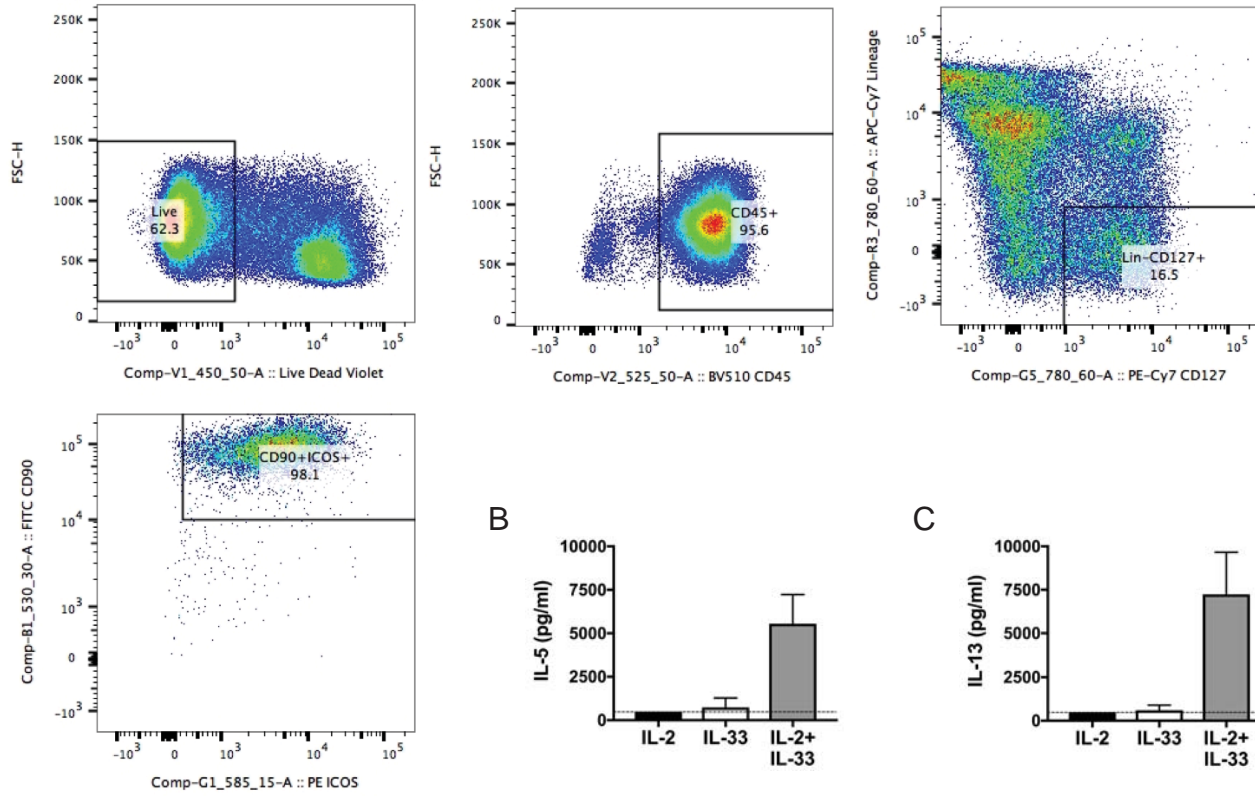 250K
200K
150K
100K
50K
0
FSC-H
Live
62.3
-10³ 0 10³ 10⁴ 10⁵
Comp-V1_450_50-A :: Live Dead Violet
250K
200K
150K
100K
50K
0
FSC-H
CD45+
95.6
-10³ 0 10³ 10⁴ 10⁵
Comp-V2_525_50-A :: BV510 CD45
10⁵
10⁴
10³
0
-10³
Comp-R3_780_60-A :: APC-Cy7 Lineage
Lin-CD127+
16.5
-10³ 0 10³ 10⁴ 10⁵
Comp-G5_780_60-A :: PE-Cy7 CD127
10⁵
10⁴
10³
0
-10³
Comp-B1_530_30-A :: FITC CD90
CD90+ICOS+
98.1
-10³ 0 10³ 10⁴ 10⁵
Comp-G1_585_15-A :: PE ICOS
B
10000
7500
5000
2500
0
IL-5 (pg/ml)
IL-2 IL-33 IL-2+
IL-33
C
10000
7500
5000
2500
0
IL-13 (pg/ml)
IL-2 IL-33 IL-2+
IL-33